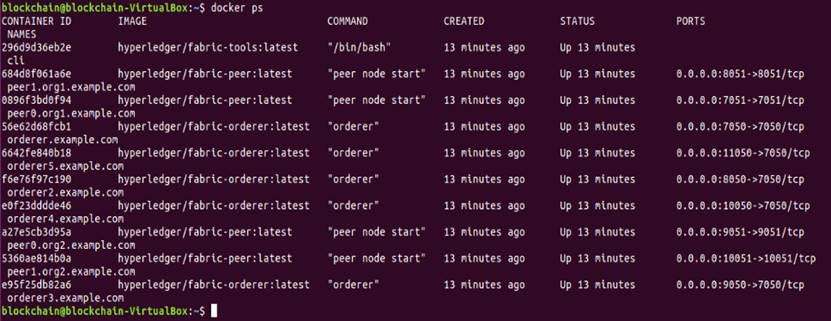 blockchain@blockchain-VirtualBox:~$ docker ps
CONTAINER ID IMAGE COMMAND CREATED STATUS PORTS
NAMES
296d9d36eb2e hyperledger/fabric-tools:latest "/bin/bash" 13 minutes ago Up 13 minutes
cli
684d8f061a6e hyperledger/fabric-peer:latest "peer node start" 13 minutes ago Up 13 minutes 0.0.0.0:8051->8051/tcp
peer1.org1.example.com
0896f3bd0f94 hyperledger/fabric-peer:latest "peer node start" 13 minutes ago Up 13 minutes 0.0.0.0:7051->7051/tcp
peer0.org1.example.com
56e62d68fcb1 hyperledger/fabric-orderer:latest "orderer" 13 minutes ago Up 13 minutes 0.0.0.0:7050->7050/tcp
orderer.example.com
6642fe840b18 hyperledger/fabric-orderer:latest "orderer" 13 minutes ago Up 13 minutes 0.0.0.0:11050->7050/tcp
orderer5.example.com
f6e76f97c190 hyperledger/fabric-orderer:latest "orderer" 13 minutes ago Up 13 minutes 0.0.0.0:8050->7050/tcp
orderer2.example.com
e0f23dddde46 hyperledger/fabric-orderer:latest "orderer" 13 minutes ago Up 13 minutes 0.0.0.0:10050->7050/tcp
orderer4.example.com
a27e5cb3d95a hyperledger/fabric-peer:latest "peer node start" 13 minutes ago Up 13 minutes 0.0.0.0:9051->9051/tcp
peer0.org2.example.com
5360ae814b0a hyperledger/fabric-peer:latest "peer node start" 13 minutes ago Up 13 minutes 0.0.0.0:10051->10051/tcp
peer1.org2.example.com
e95f25db82a6 hyperledger/fabric-orderer:latest "orderer" 13 minutes ago Up 13 minutes 0.0.0.0:9050->7050/tcp
orderer3.example.com
blockchain@blockchain-VirtualBox:~$